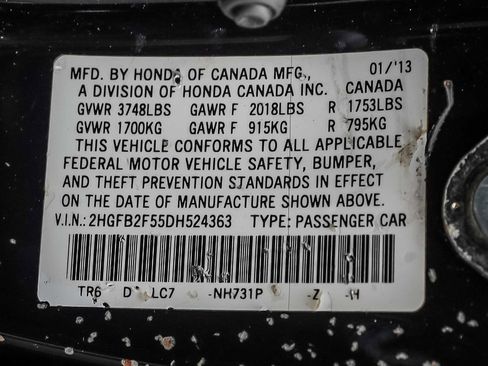 MFD. BY HONDA OF CANADA MFG., 01/'13
A DIVISION OF HONDA CANADA INC. CANADA
GVWR 3748LBS GAWR F 2018LBS R 1753LBS
GVWR 1700KG GAWR F 915KG R 795KG
THIS VEHICLE CONFORMS TO ALL APPLICABLE
FEDERAL MOTOR VEHICLE SAFETY, BUMPER,
AND THEFT PREVENTION STANDARDS IN EFFECT
ON THE DATE OF MANUFACTURE SHOWN ABOVE.
V.I.N.: 2HGFB2F55DH524363 TYPE: PASSENGER CAR
TR6 LC7 -NH731P